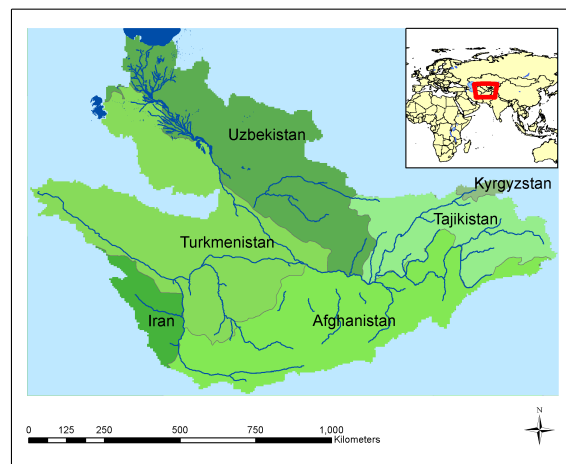 Uzbekistan
Kyrgyzstan
Tajikistan
Turkmenistan
Iran
Afghanistan
N
0 125 250 500 750 1,000
Kilometers